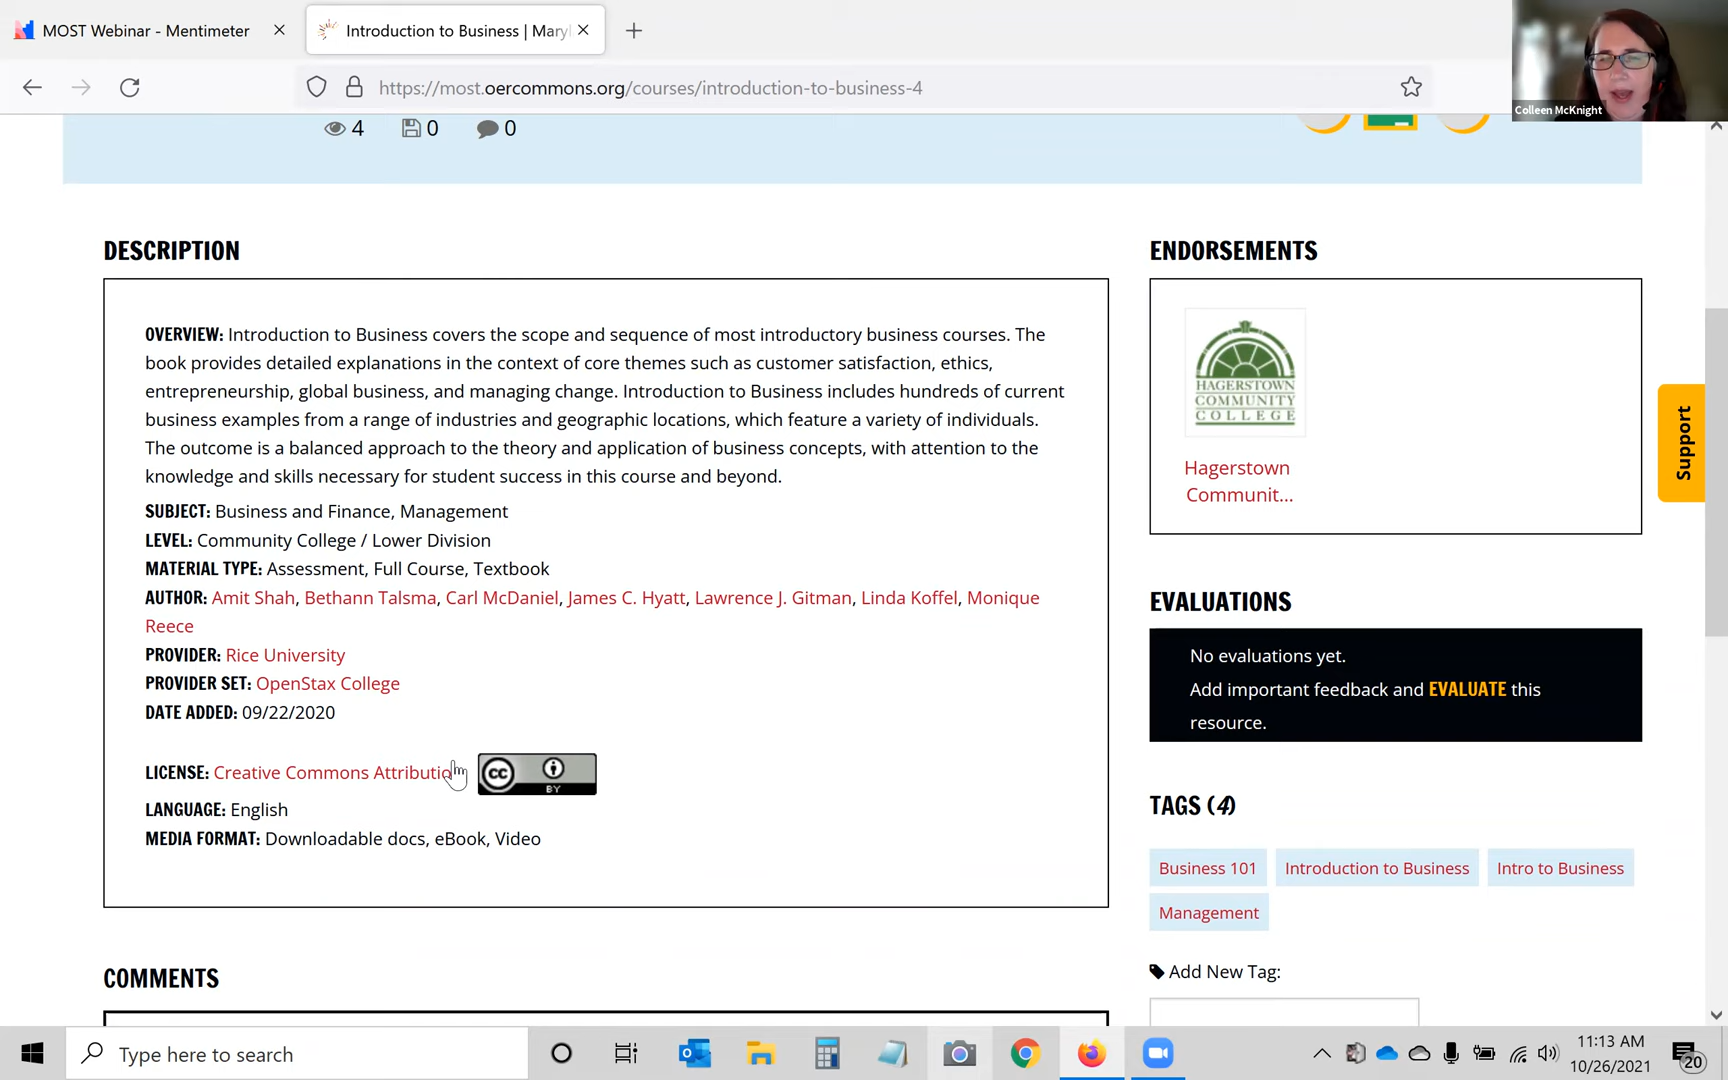 MOST Webinar - Mentimeter
Introduction to Business | Maryl
Colleen McKnight
https://most.oercommons.org/courses/introduction-to-business-4
4 0 0
DESCRIPTION
OVERVIEW: Introduction to Business covers the scope and sequence of most introductory business courses. The
book provides detailed explanations in the context of core themes such as customer satisfaction, ethics,
entrepreneurship, global business, and managing change. Introduction to Business includes hundreds of current
business examples from a range of industries and geographic locations, which feature a variety of individuals.
The outcome is a balanced approach to the theory and application of business concepts, with attention to the
knowledge and skills necessary for student success in this course and beyond.
SUBJECT: Business and Finance, Management
LEVEL: Community College / Lower Division
MATERIAL TYPE: Assessment, Full Course, Textbook
AUTHOR: Amit Shah, Bethann Talsma, Carl McDaniel, James C. Hyatt, Lawrence J. Gitman, Linda Koffel, Monique
Reece
PROVIDER: Rice University
PROVIDER SET: OpenStax College
DATE ADDED: 09/22/2020
LICENSE: Creative Commons Attributio
CC BY
LANGUAGE: English
MEDIA FORMAT: Downloadable docs, eBook, Video
COMMENTS
ENDORSEMENTS
HAGERSTOWN
COMMUNITY
COLLEGE
Hagerstown
Communit...
EVALUATIONS
No evaluations yet.
Add important feedback and EVALUATE this
resource.
TAGS (4)
Business 101
Introduction to Business
Intro to Business
Management
Add New Tag:
Support
Type here to search
11:13 AM
10/26/2021
20